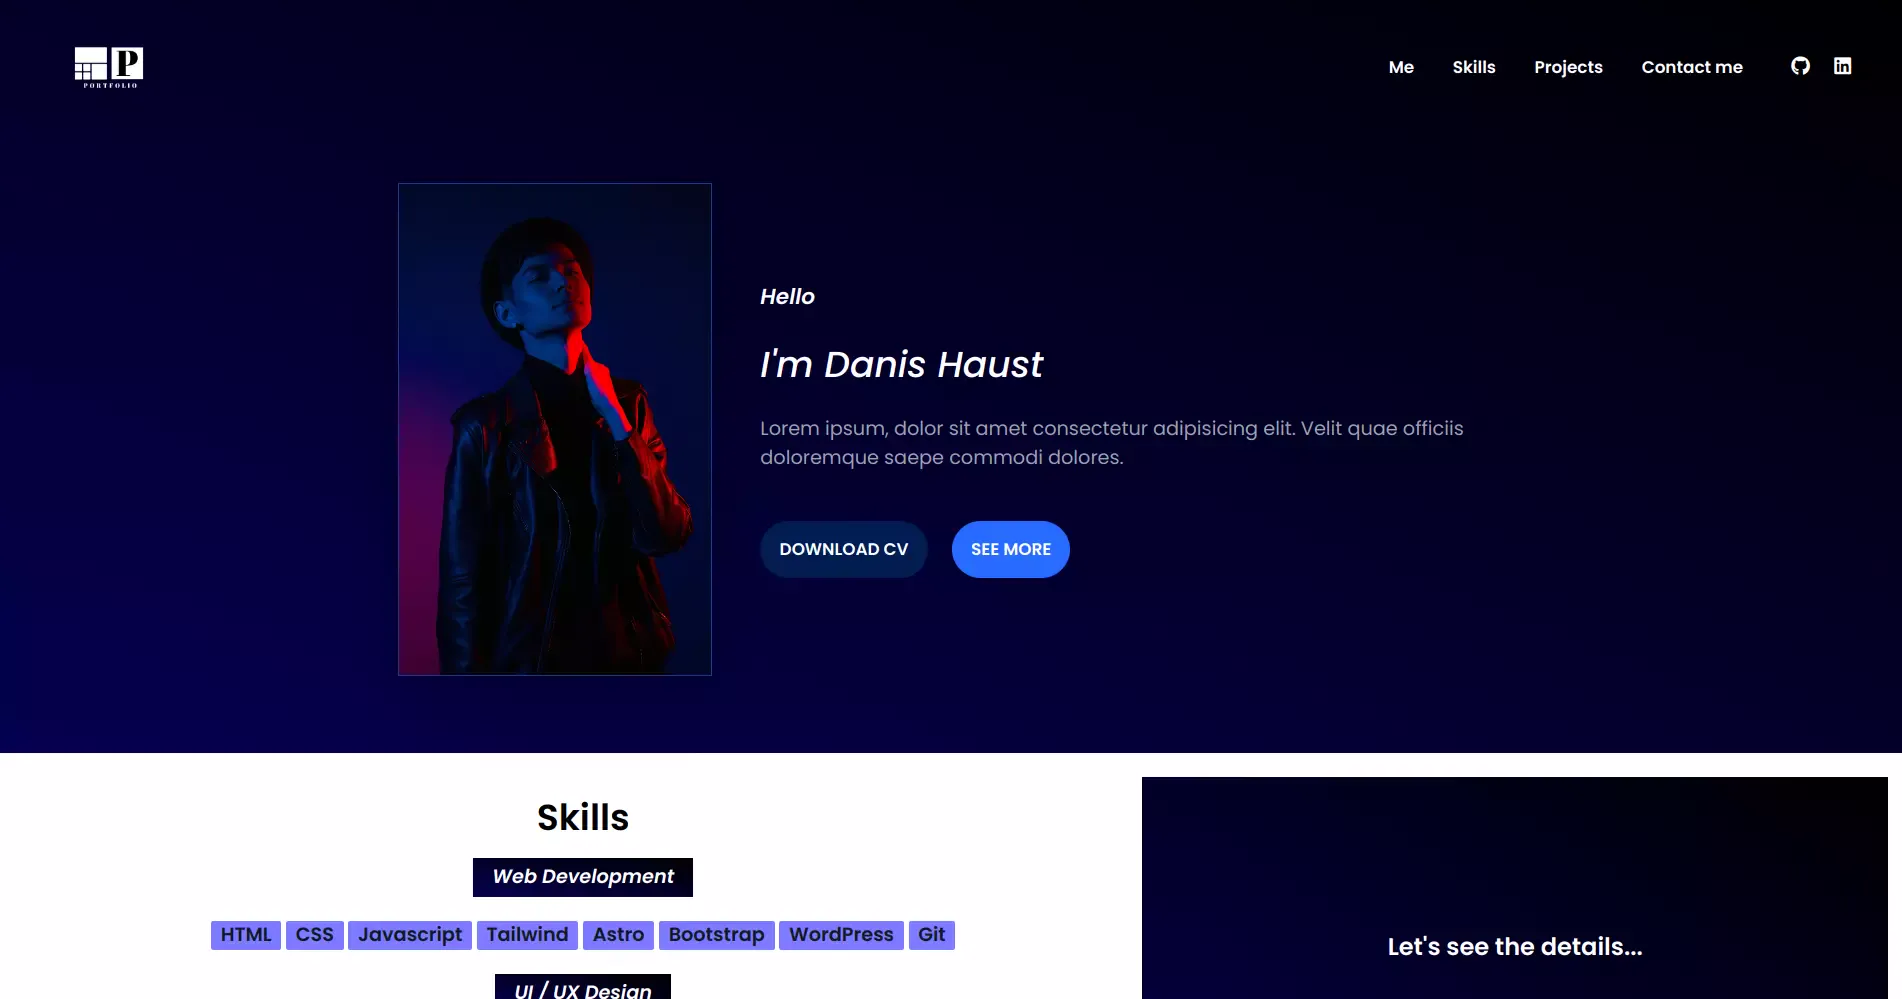 P
PORTFOLIO
Me Skills Projects Contact me
Hello
I'm Danis Haust
Lorem ipsum, dolor sit amet consectetur adipisicing elit. Velit quae officiis
doloremque saepe commodi dolores.
DOWNLOAD CV SEE MORE
Skills
Web Development
HTML CSS Javascript Tailwind Astro Bootstrap WordPress Git
UI / UX Design
Let's see the details...